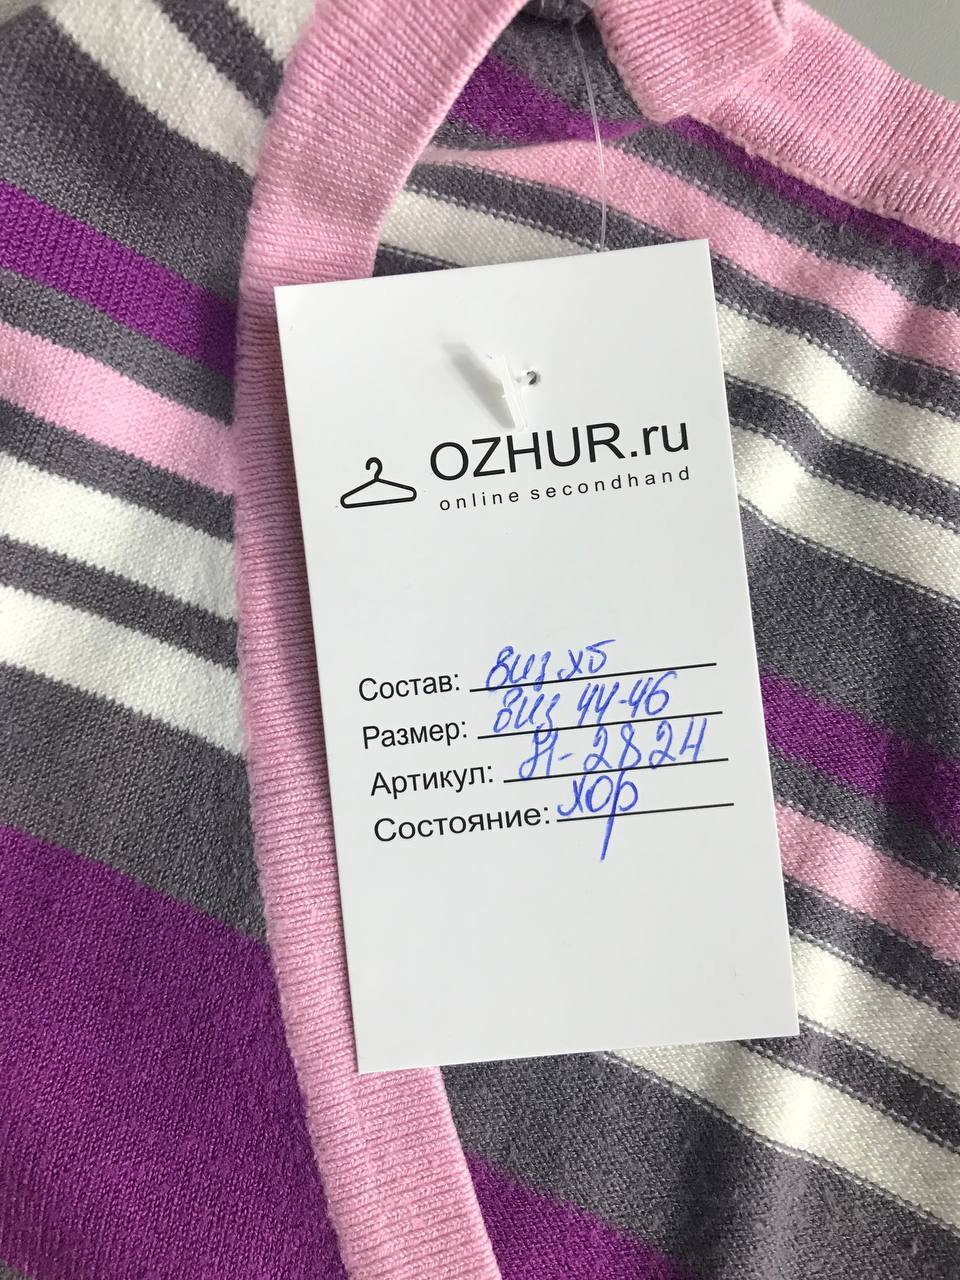 OZHUR.ru
online secondhand
Состав: виз хб
Размер: виз 44-46
Артикул: Я-2824
Состояние: хор